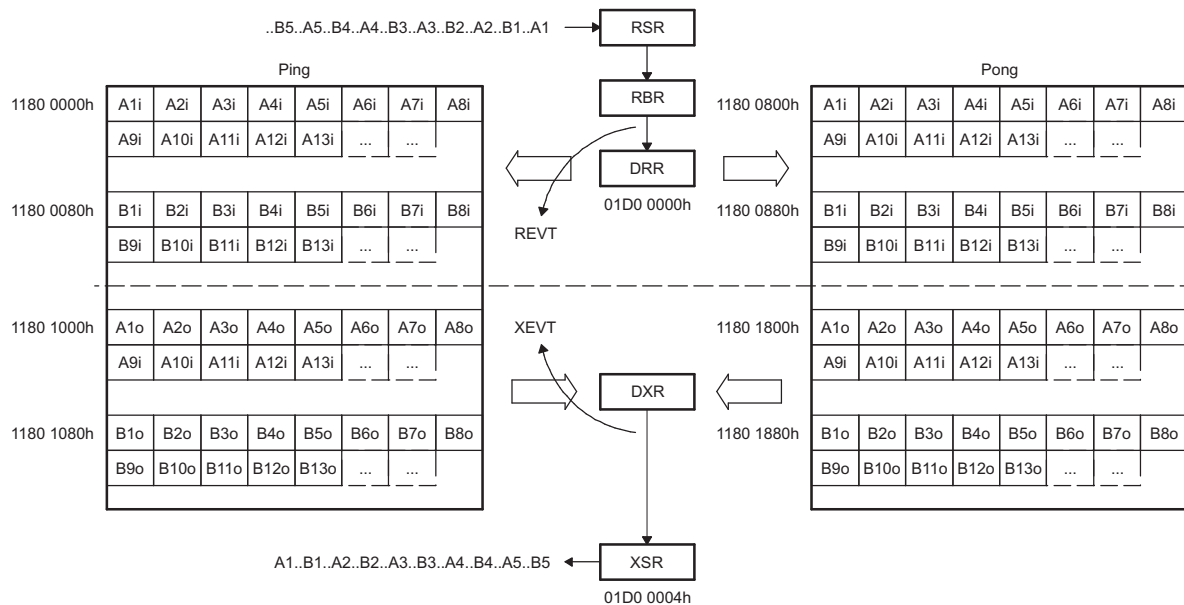 ..B5..A5..B4..A4..B3..A3..B2..A2..B1..A1 RSR
Ping Pong
RBR
1180 0000h A1i A2i A3i A4i A5i A6i A7i A8i 1180 0800h A1i A2i A3i A4i A5i A6i A7i A8i
A9i A10i A11i A12i A13i ... ... A9i A10i A11i A12i A13i ... ...
DRR
01D0 0000h
1180 0080h B1i B2i B3i B4i B5i B6i B7i B8i 1180 0880h B1i B2i B3i B4i B5i B6i B7i B8i
REVT
B9i B10i B11i B12i B13i ... ... B9i B10i B11i B12i B13i ... ...
1180 1000h A1o A2o A3o A4o A5o A6o A7o A8o XEVT 1180 1800h A1o A2o A3o A4o A5o A6o A7o A8o
A9i A10i A11i A12i A13i ... ... A9i A10i A11i A12i A13i ... ...
DXR
1180 1080h B1o B2o B3o B4o B5o B6o B7o B8o 1180 1880h B1o B2o B3o B4o B5o B6o B7o B8o
B9o B10o B11o B12o B13o ... ... B9o B10o B11o B12o B13o ... ...
A1..B1..A2..B2..A3..B3..A4..B4..A5..B5 XSR
01D0 0004h